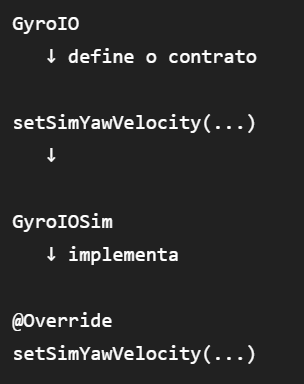 GyroIO
↓ define o contrato
setSimYawVelocity(...)
↓
GyroIOSim
↓ implementa
@Override
setSimYawVelocity(...)